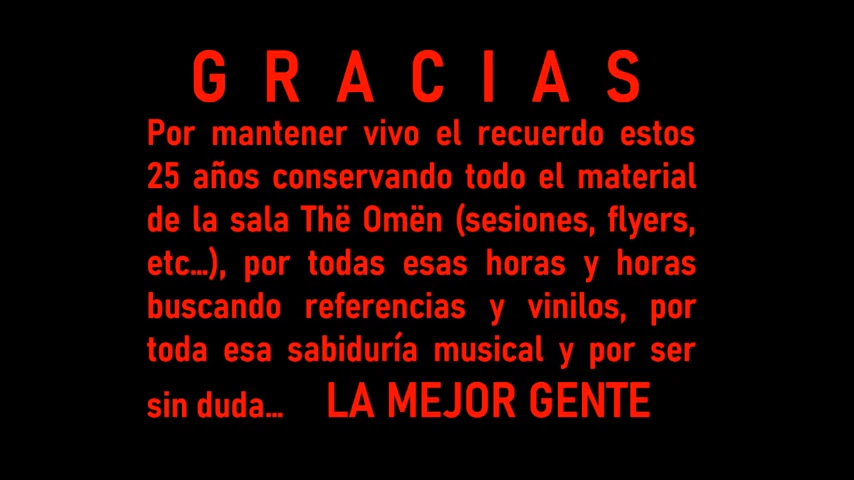 GRACIAS
Por mantener vivo el recuerdo estos
25 años conservando todo el material
de la sala Thë Omën (sesiones, flyers,
etc...), por todas esas horas y horas
buscando referencias y vinilos, por
toda esa sabiduría musical y por ser
sin duda... LA MEJOR GENTE